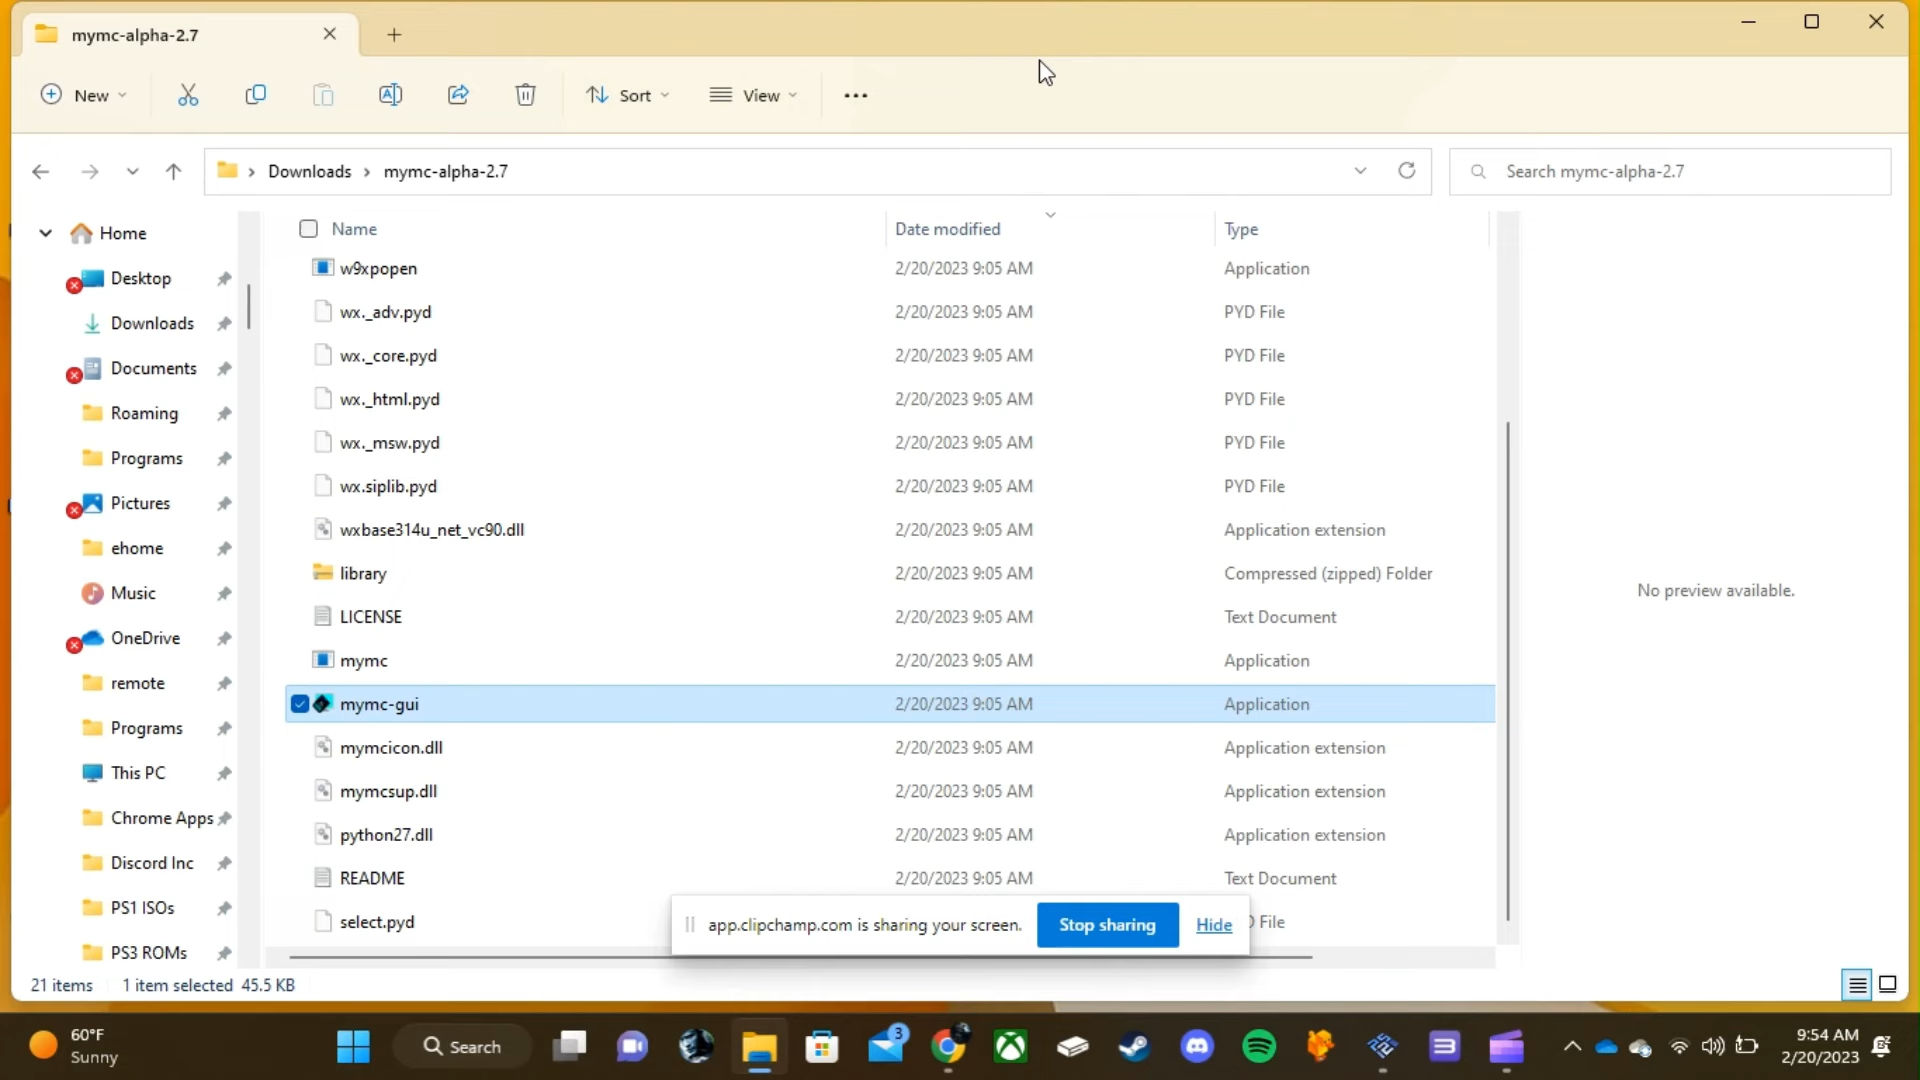 mymc-alpha-2.7
New
Sort
View
Downloads > mymc-alpha-2.7
Search mymc-alpha-2.7
Home
Desktop
Downloads
Documents
Roaming
Programs
Pictures
ehome
Music
OneDrive
remote
Programs
This PC
Chrome Apps
Discord Inc
PS1 ISOs
PS3 ROMs
Name Date modified Type
w9xpopen 2/20/2023 9:05 AM Application
wx._adv.pyd 2/20/2023 9:05 AM PYD File
wx._core.pyd 2/20/2023 9:05 AM PYD File
wx._html.pyd 2/20/2023 9:05 AM PYD File
wx._msw.pyd 2/20/2023 9:05 AM PYD File
wx.siplib.pyd 2/20/2023 9:05 AM PYD File
wxbase314u_net_vc90.dll 2/20/2023 9:05 AM Application extension
library 2/20/2023 9:05 AM Compressed (zipped) Folder
LICENSE 2/20/2023 9:05 AM Text Document
mymc 2/20/2023 9:05 AM Application
mymc-gui 2/20/2023 9:05 AM Application
mymcicon.dll 2/20/2023 9:05 AM Application extension
mymcsup.dll 2/20/2023 9:05 AM Application extension
python27.dll 2/20/2023 9:05 AM Application extension
README 2/20/2023 9:05 AM Text Document
select.pyd File
No preview available.
app.clipchamp.com is sharing your screen. Stop sharing Hide
21 items 1 item selected 45.5 KB
60°F
Sunny
Search
3
9:54 AM
2/20/2023